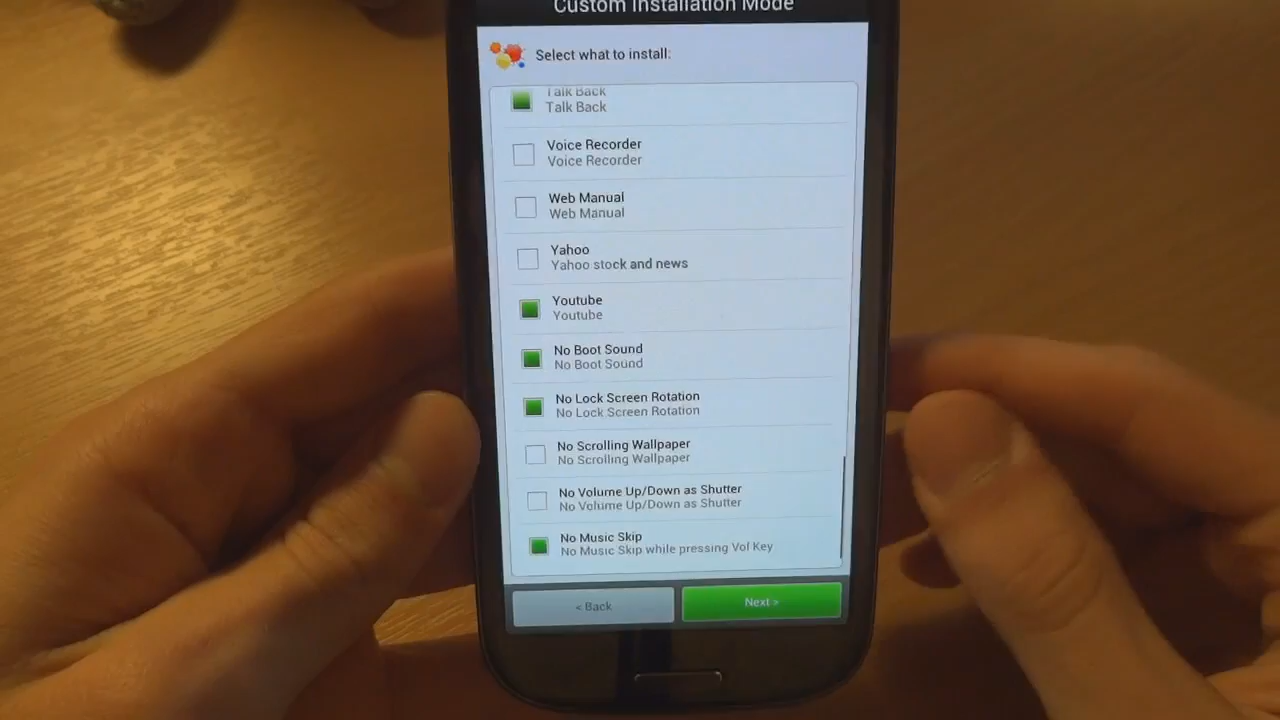 Custom Installation Mode
Select what to install:
Talk Back
Talk Back
Voice Recorder
Voice Recorder
Web Manual
Web Manual
Yahoo
Yahoo stock and news
Youtube
Youtube
No Boot Sound
No Boot Sound
No Lock Screen Rotation
No Lock Screen Rotation
No Scrolling Wallpaper
No Scrolling Wallpaper
No Volume Up/Down as Shutter
No Volume Up/Down as Shutter
No Music Skip
No Music Skip while pressing Vol Key
< Back
Next >